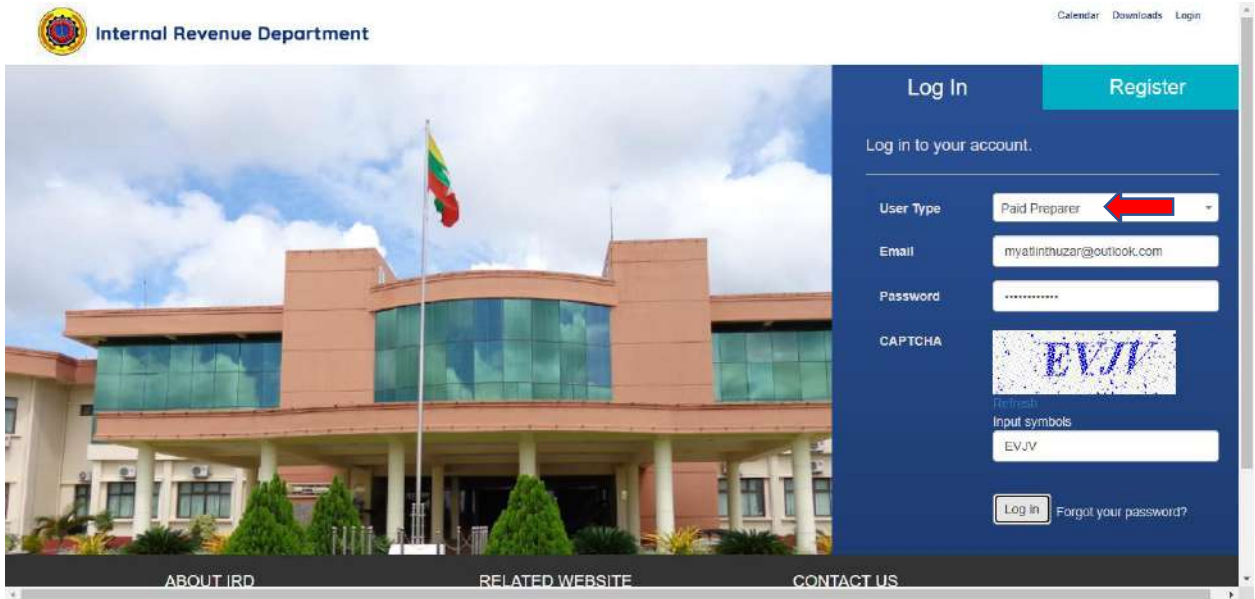 Calendar Downloads Login
Internal Revenue Department
Log In
Register
Log in to your account.
User Type
Paid Preparer
Email
myatlinthuzar@outlook.com
Password
************
CAPTCHA
EVJV
Refresh
Input symbols
EVJV
Log in
Forgot your password?
ABOUT IRD
RELATED WEBSITE
CONTACT US